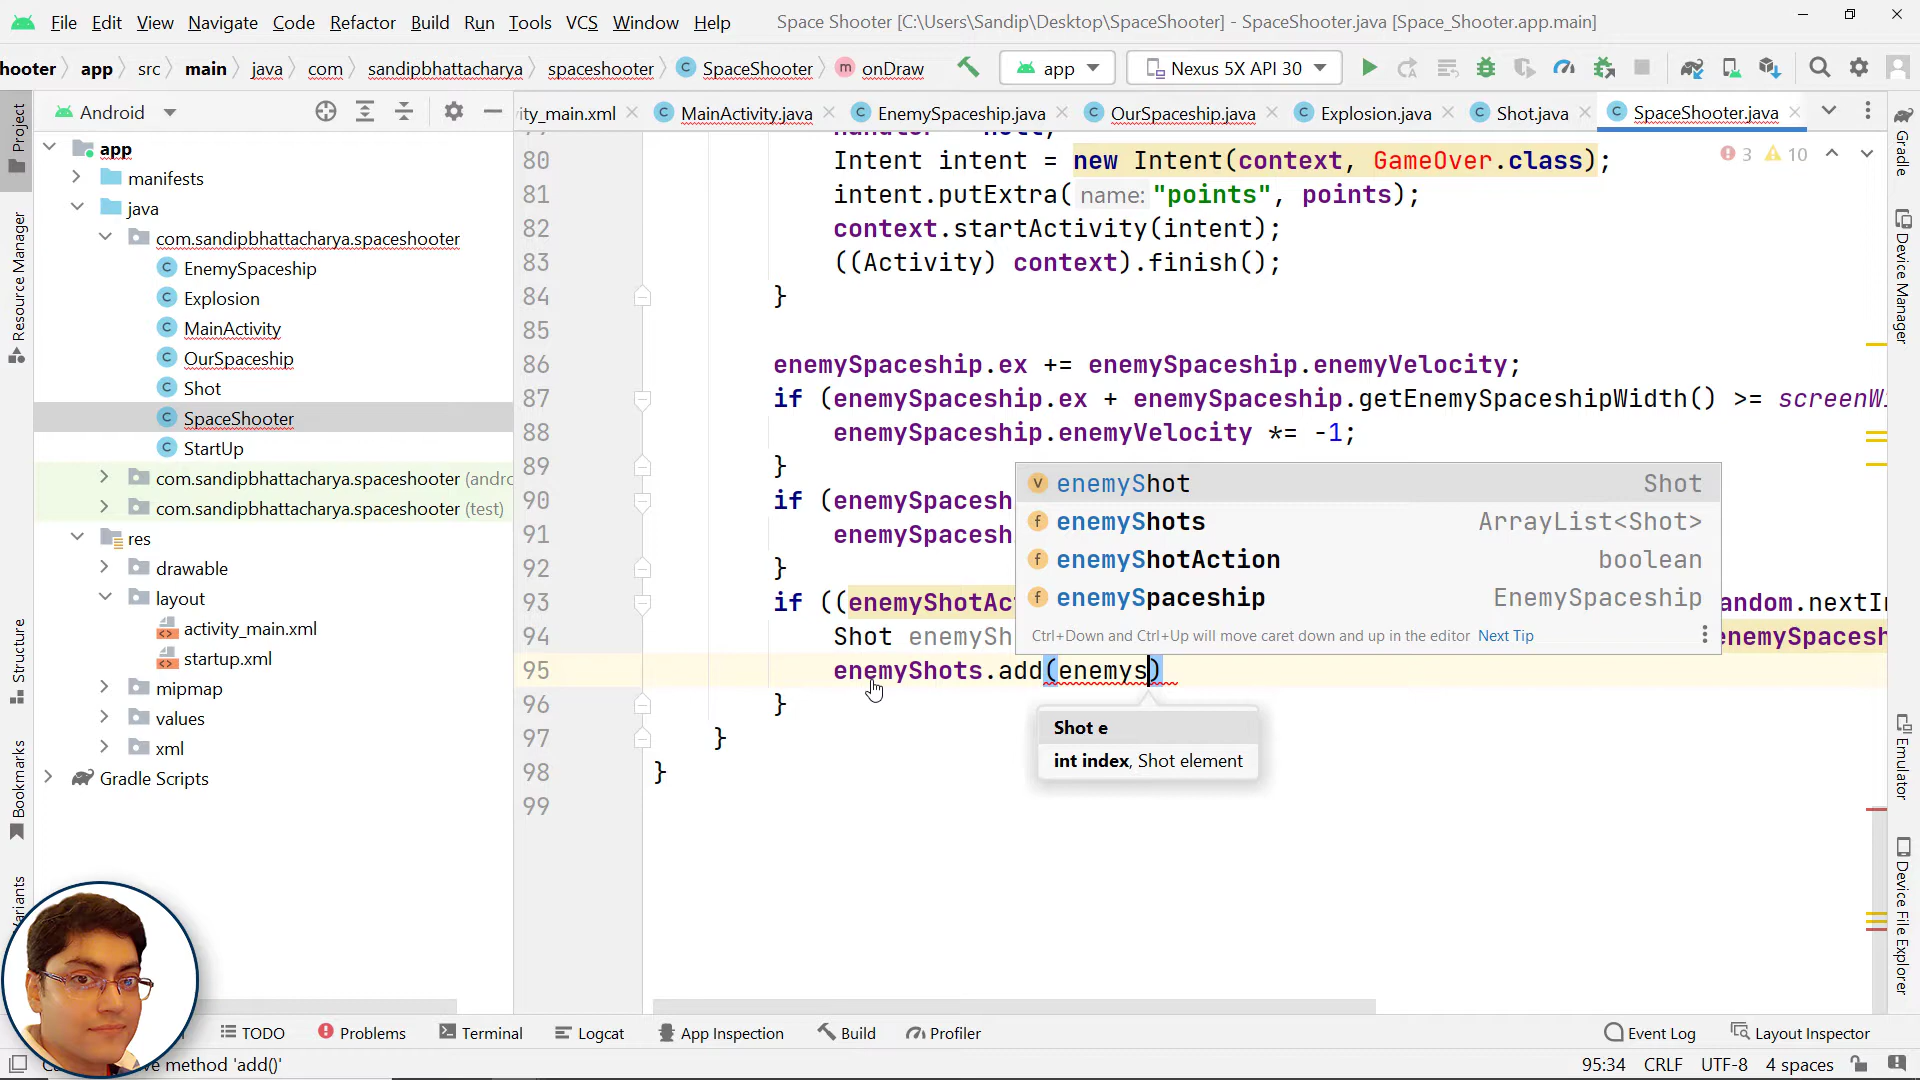 File Edit View Navigate Code Refactor Build Run Tools VCS Window Help Space Shooter [C:\Users\Sandip\Desktop\SpaceShooter] - SpaceShooter.java [Space_Shooter.app.main]
hooter app src main java com sandipbhattacharya spaceshooter SpaceShooter onDraw app Nexus 5X API 30
Android ity_main.xml MainActivity.java EnemySpaceship.java OurSpaceship.java Explosion.java Shot.java SpaceShooter.java
Project
Resource Manager
Structure
Bookmarks
app
manifests
java
com.sandipbhattacharya.spaceshooter
EnemySpaceship
Explosion
MainActivity
OurSpaceship
Shot
SpaceShooter
StartUp
com.sandipbhattacharya.spaceshooter (andro
com.sandipbhattacharya.spaceshooter (test)
res
drawable
layout
activity_main.xml
startup.xml
mipmap
values
xml
Gradle Scripts
80 Intent intent = new Intent(context, GameOver.class);
3 10
81 intent.putExtra( name: "points", points);
82 context.startActivity(intent);
83 ((Activity) context).finish();
84 }
85
86 enemySpaceship.ex += enemySpaceship.enemyVelocity;
87 if (enemySpaceship.ex + enemySpaceship.getEnemySpaceshipWidth() >= screenWi
88 enemySpaceship.enemyVelocity *= -1;
89 }
90 if (enemySpacesh
91 enemySpacesh
92 }
93 if ((enemyShotAct andom.nextIn
94 Shot enemySh enemySpacesh
95 enemyShots.add(enemys)
96 }
97 }
98 }
99
enemyShot Shot
enemyShots ArrayList<Shot>
enemyShotAction boolean
enemySpaceship EnemySpaceship
Ctrl+Down and Ctrl+Up will move caret down and up in the editor Next Tip
Shot e
int index, Shot element
Gradle
Device Manager
Emulator
Device File Explorer
TODO Problems Terminal Logcat App Inspection Build Profiler Event Log Layout Inspector
ve method 'add()' 95:34 CRLF UTF-8 4 spaces